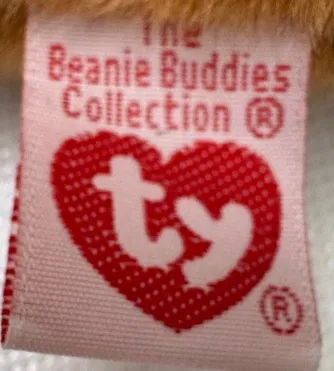 The
Beanie Buddies
Collection ®
ty
®